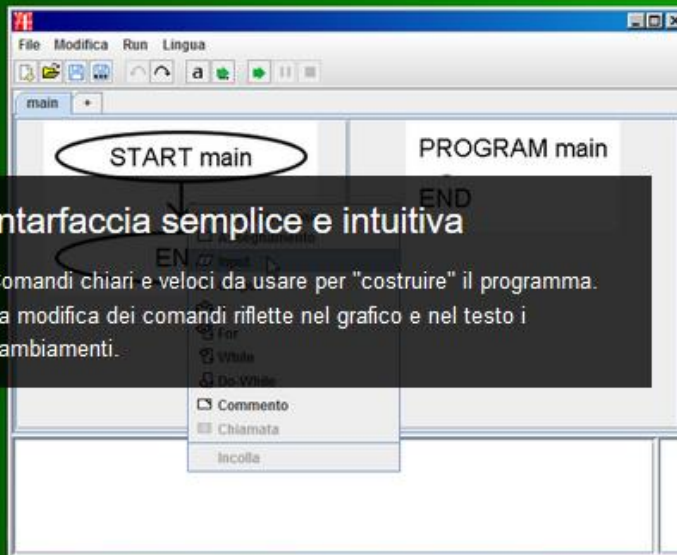 File Modifica Run Lingua
a
main +
START main
PROGRAM main
END
ntarfaccia semplice e intuitiva
Assegnamento
EN
Input
omandi chiari e veloci da usare per "costruire" il programma.
a modifica dei comandi riflette nel grafico e nel testo i
For
ambiamenti.
While
Do-While
Commento
Chiamata
Incolla